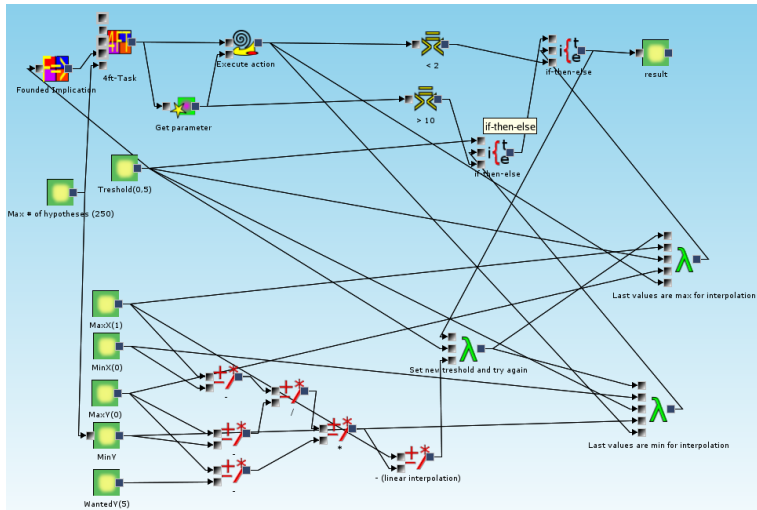 Founded Implication
4ft-Task
Execute action
< 2
if-then-else
result
Get parameter
> 10
if-then-else
if-then-else
Treshold(0,5)
Max # of hypotheses (250)
Last values are max for interpolation
MaxX(1)
MinX(0)
Set new treshold and try again
-
/
MaxY(0)
MinY
-
*
Last values are min for interpolation
-
- (linear interpolation)
WantedY(5)